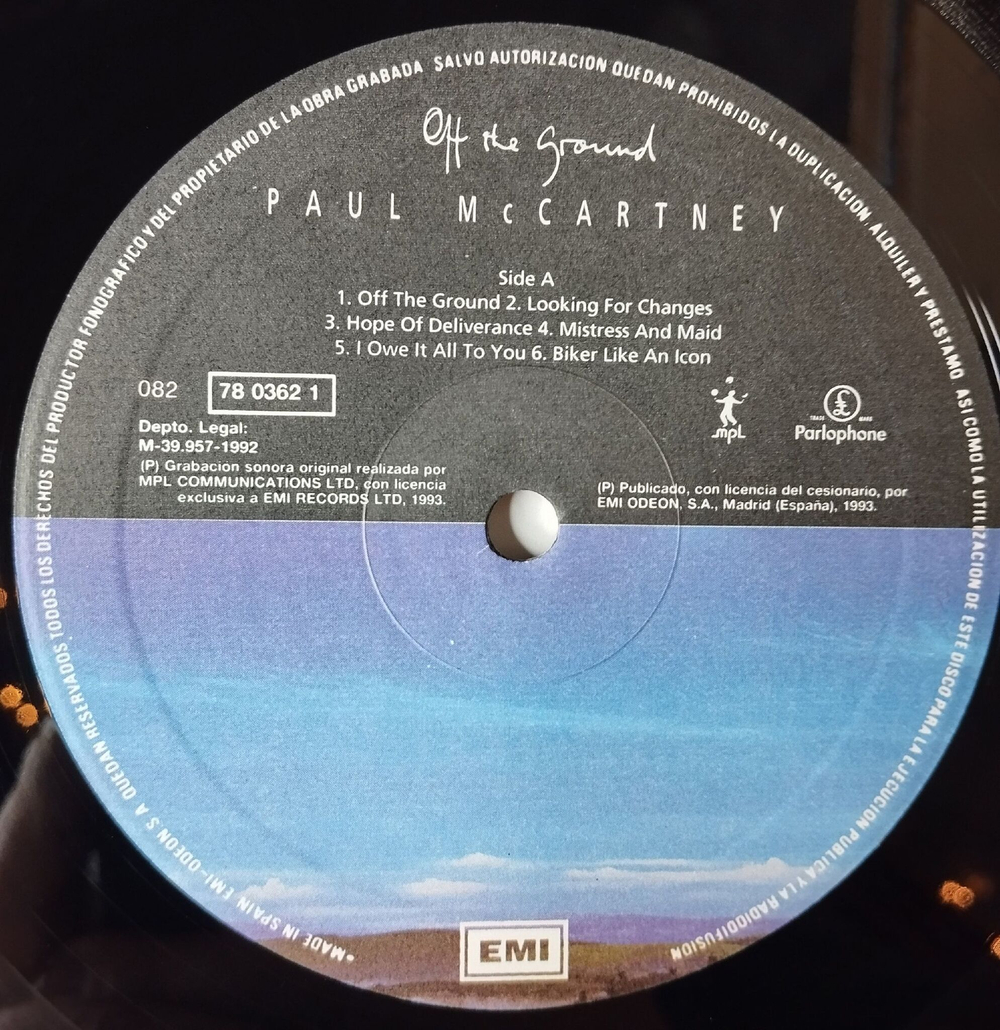 Off the Ground
PAUL McCARTNEY
Side A
1. Off The Ground 2. Looking For Changes
3. Hope Of Deliverance 4. Mistress And Maid
5. I Owe It All To You 6. Biker Like An Icon
082
78 0362 1
Depto. Legal:
M-39.957-1992
(P) Grabación sonora original realizada por
MPL COMMUNICATIONS LTD, con licencia
exclusiva a EMI RECORDS LTD, 1993.
mpL
TRADE £ MARK
Parlophone
(P) Publicado, con licencia del cesionario, por
EMI ODEON, S.A., Madrid (España), 1993.
EMI
•MADE IN SPAIN EMI-ODEON S A QUEDAN RESERVADOS TODOS LOS DERECHOS DEL PRODUCTOR FONOGRAFICO Y DEL PROPIETARIO DE LA OBRA GRABADA SALVO AUTORIZACION QUEDAN PROHIBIDOS LA DUPLICACION, ALQUILER Y PRESTAMO ASI COMO LA UTILIZACION DE ESTE DISCO PARA LA EJECUCION PUBLICA Y LA RADIODIFUSION